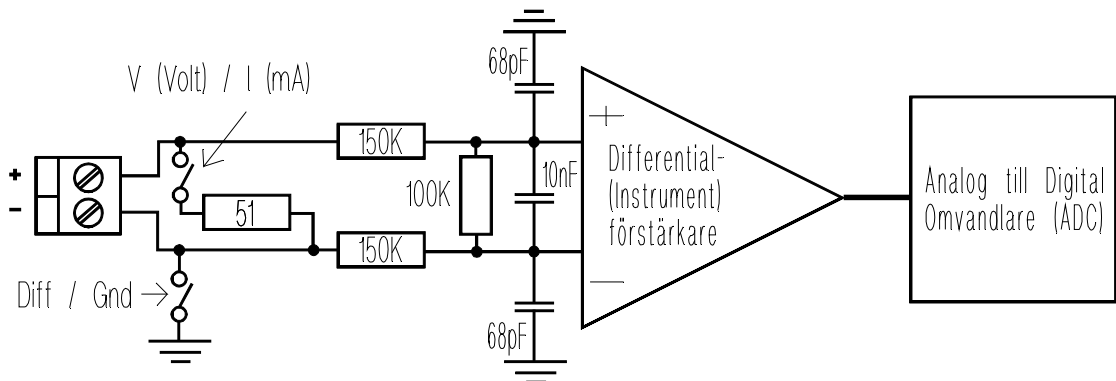 68pF
V (Volt) / I (mA)
+
150K
+
10nF
100K
Differential-
(Instrument)
förstärkare
Analog till Digital
Omvandlare (ADC)
-
51
150K
-
Diff / Gnd
68pF